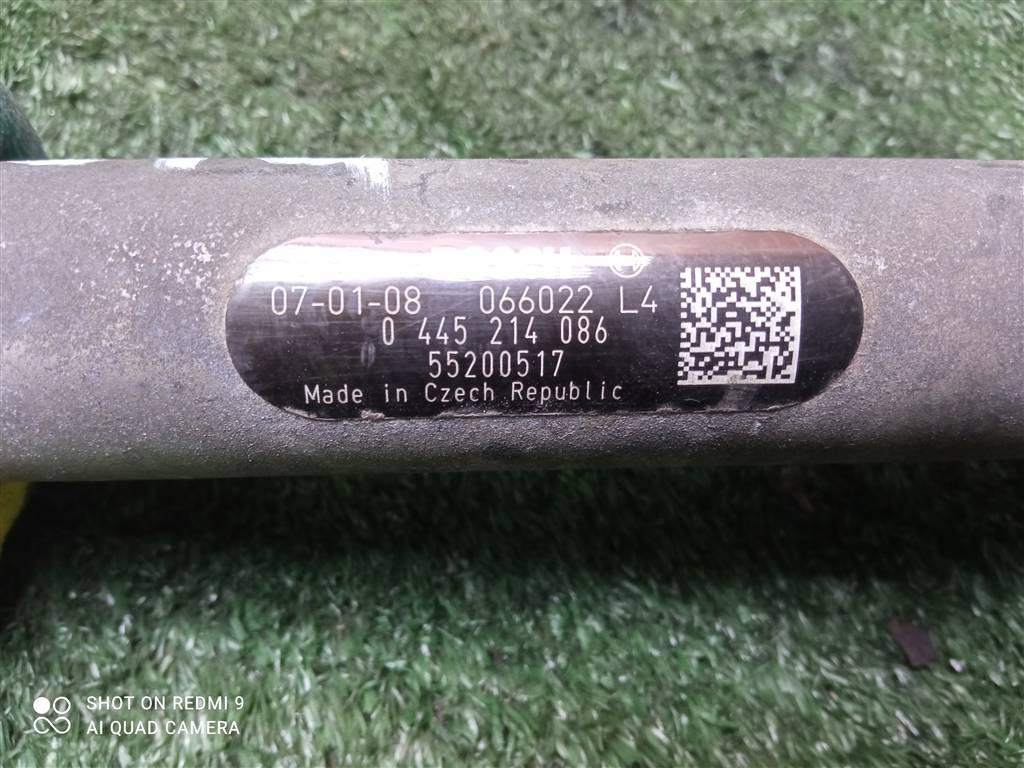 BOSCH
07-01-08 066022 L4
0 445 214 086
55200517
Made in Czech Republic
SHOT ON REDMI 9
AI QUAD CAMERA